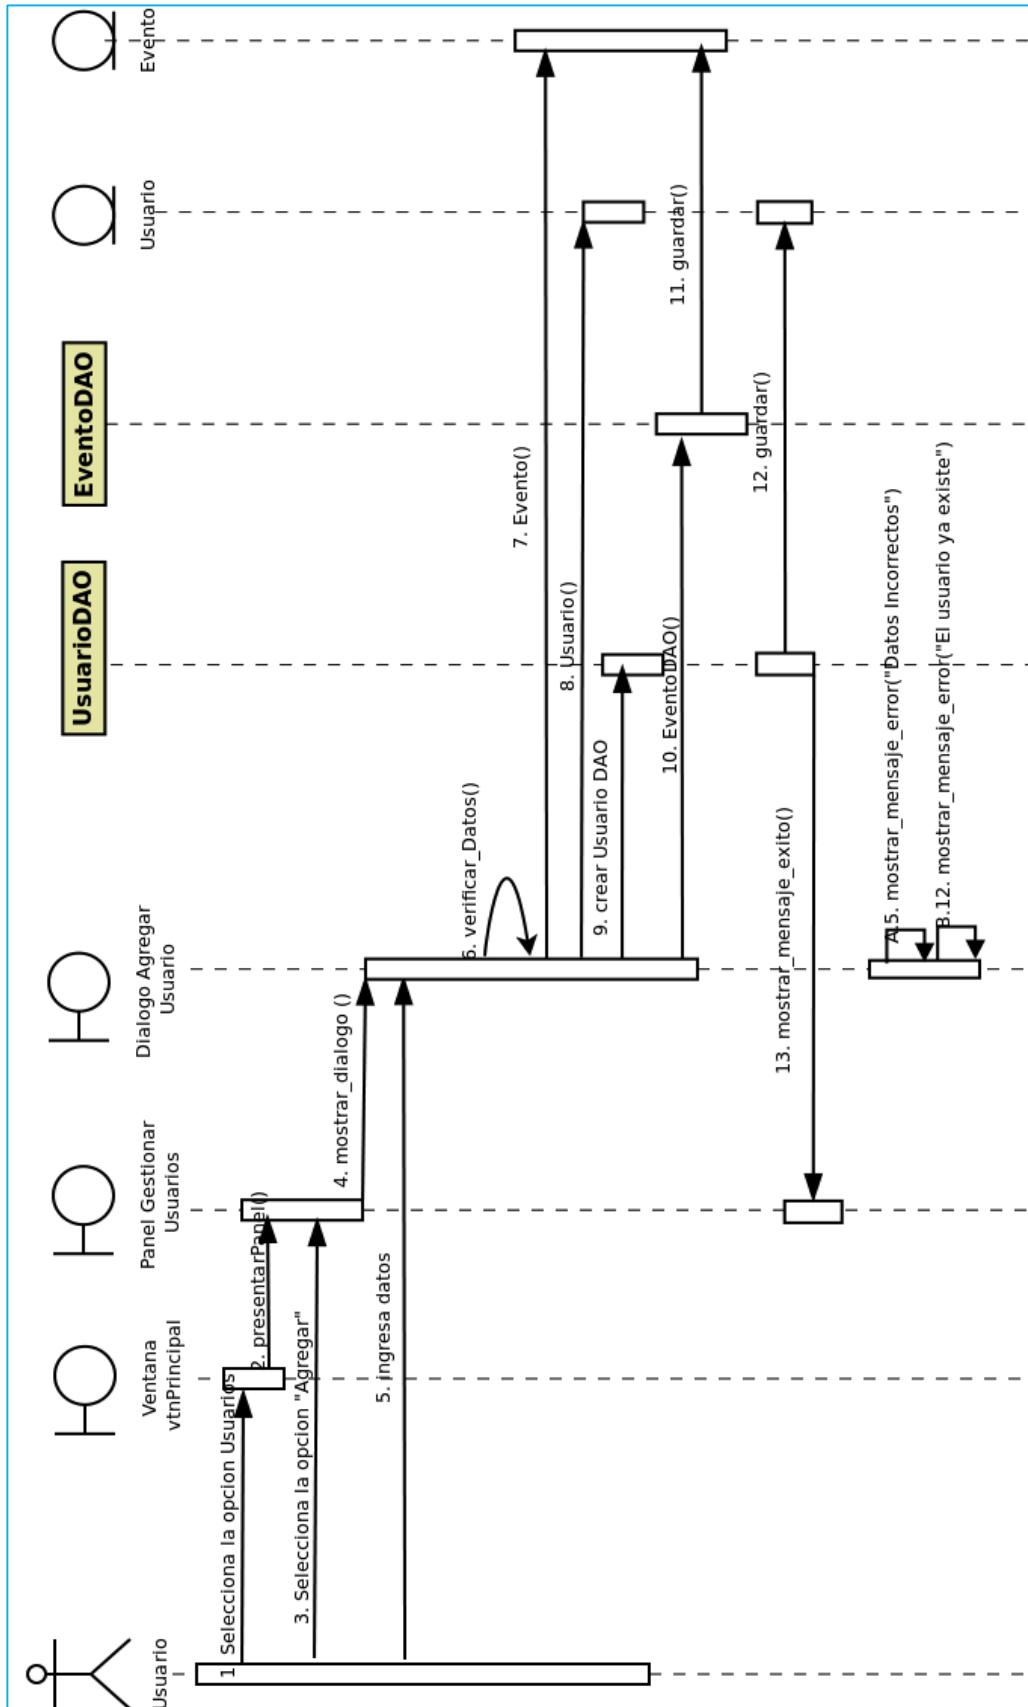 Usuario
Ventana
vtnPrincipal
Panel Gestionar
Usuarios
Dialogo Agregar
Usuario
UsuarioDAO
EventoDAO
Usuario
Evento
1 Selecciona la opcion Usuarios
2. presentarPanel()
3. Selecciona la opcion "Agregar"
4. mostrar_dialogo ()
5. ingresa datos
6. verificar_Datos()
7. Evento()
8. Usuario()
9. crear Usuario DAO
10. EventoDAO()
11. guardar()
12. guardar()
13. mostrar_mensaje_exito()
A.5. mostrar_mensaje_error("Datos Incorrectos")
B.12. mostrar_mensaje_error("El usuario ya existe")